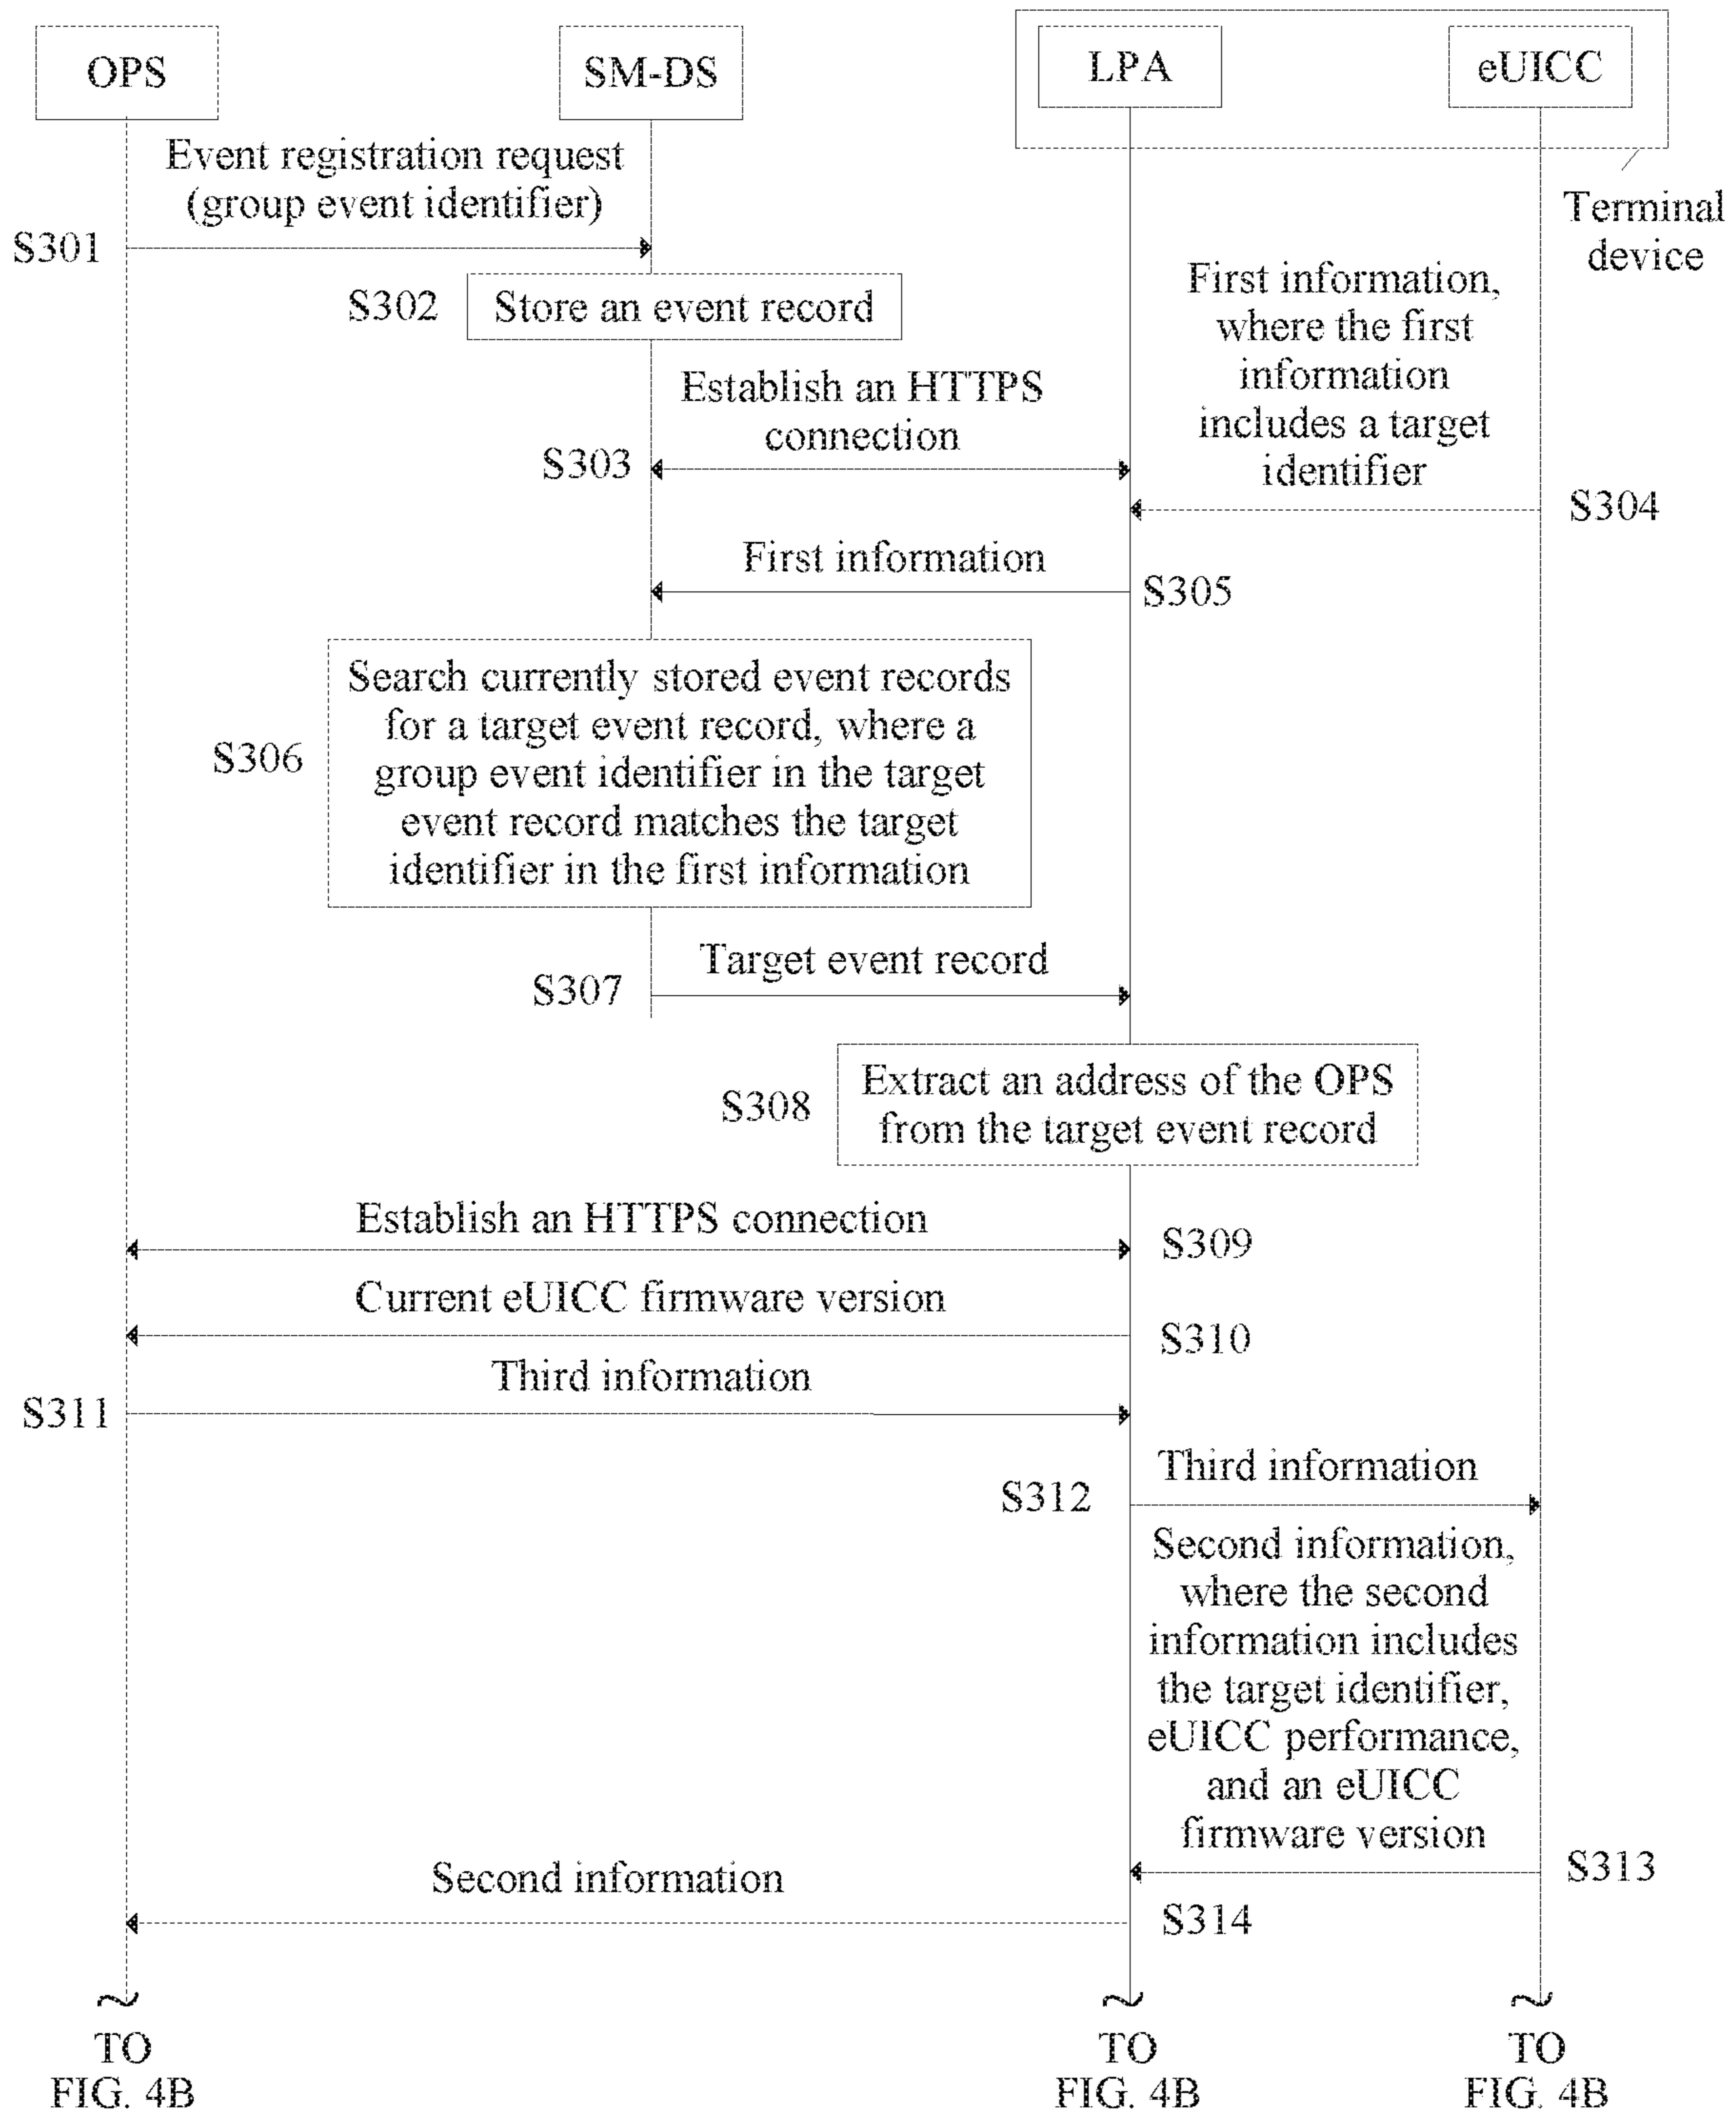 OPS
SM-DS
LPA
eUICC
Terminal
device
Event registration request
(group event identifier)
S301
S302
Store an event record
Establish an HTTPS
connection
S303
First information,
where the first
information
includes a target
identifier
S304
First information
S305
S306
Search currently stored event records
for a target event record, where a
group event identifier in the target
event record matches the target
identifier in the first information
Target event record
S307
S308
Extract an address of the OPS
from the target event record
Establish an HTTPS connection
S309
Current eUICC firmware version
S310
Third information
S311
Third information
S312
Second information,
where the second
information includes
the target identifier,
eUICC performance,
and an eUICC
firmware version
S313
Second information
S314
TO
FIG. 4B
TO
FIG. 4B
TO
FIG. 4B